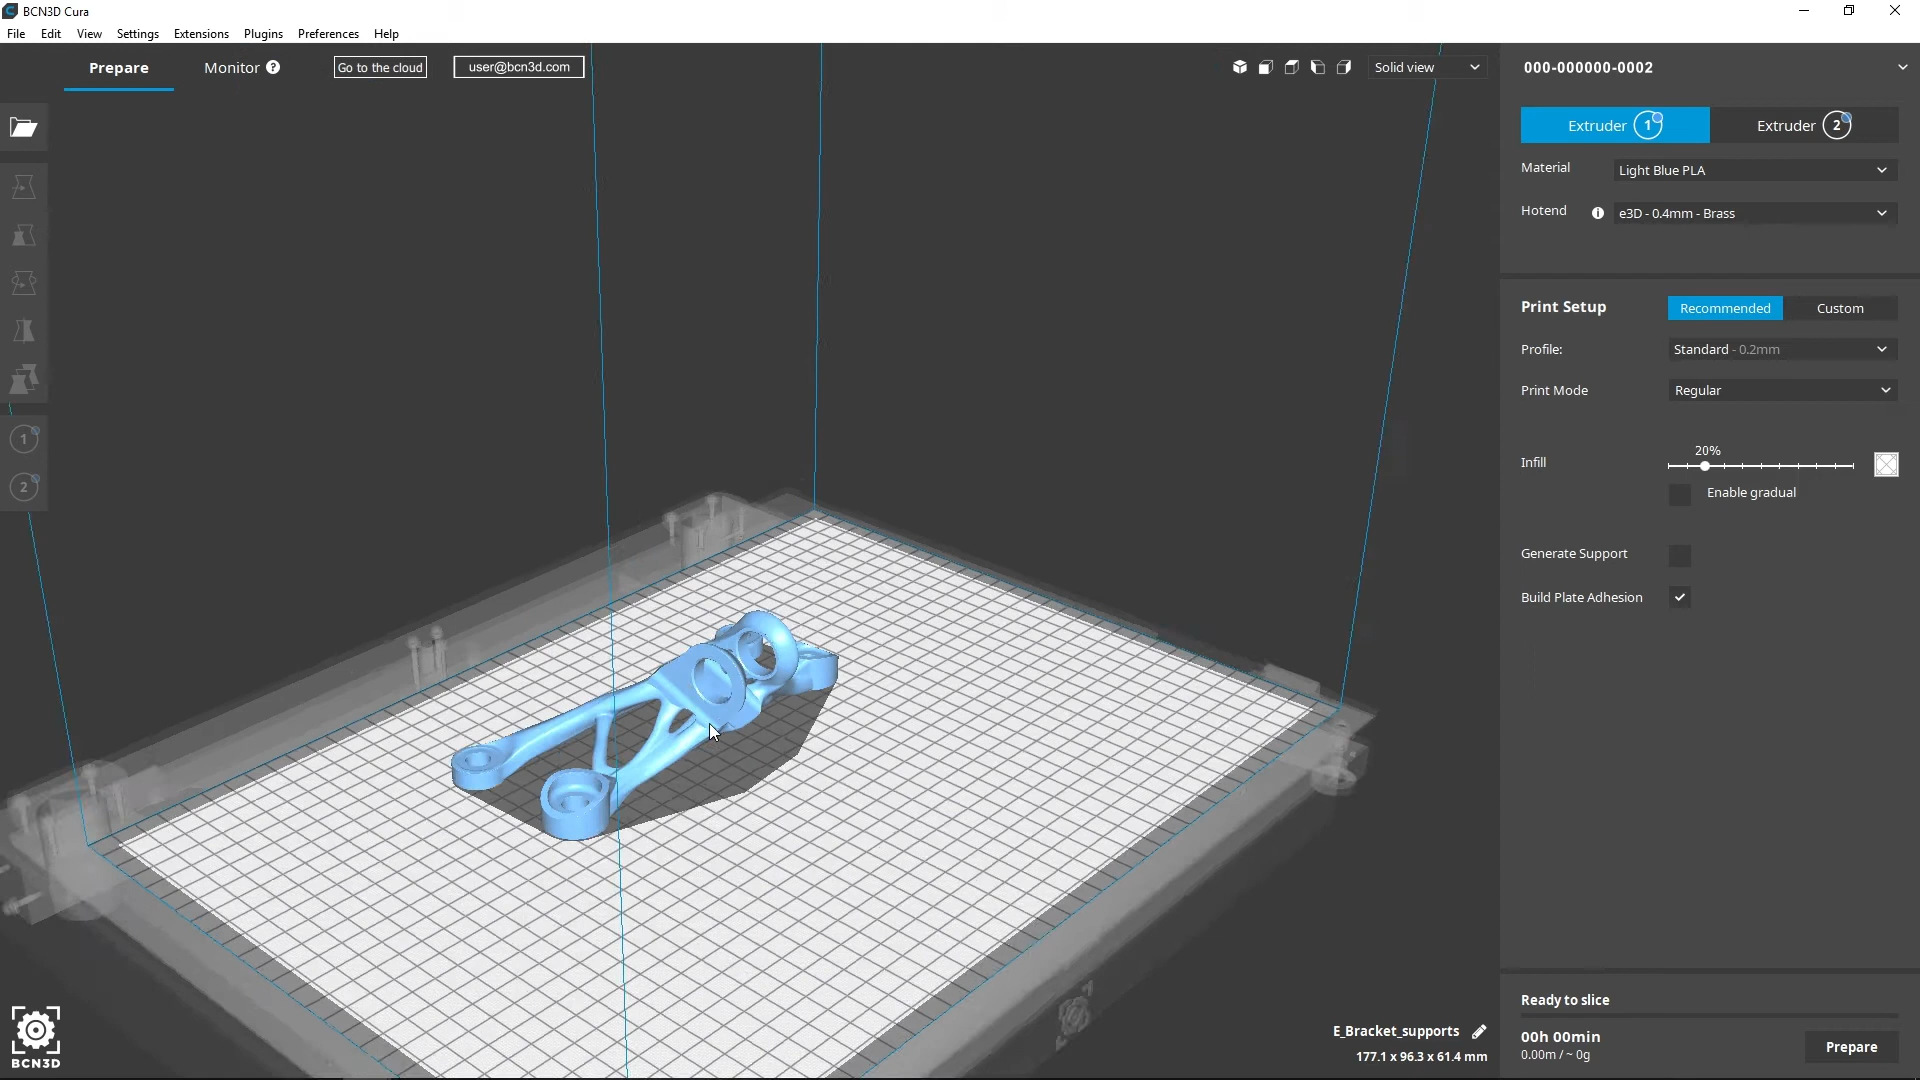 BCN3D Cura
File Edit View Settings Extensions Plugins Preferences Help
Prepare Monitor ? Go to the cloud user@bcn3d.com
Solid view
000-000000-0002
Extruder 1 Extruder 2
Material Light Blue PLA
Hotend i e3D - 0.4mm - Brass
Print Setup Recommended Custom
Profile: Standard - 0.2mm
Print Mode Regular
20%
Infill
Enable gradual
Generate Support
Build Plate Adhesion
1
2
BCN3D
E_Bracket_supports
177.1 x 96.3 x 61.4 mm
Ready to slice
00h 00min
0.00m / ~ 0g
Prepare